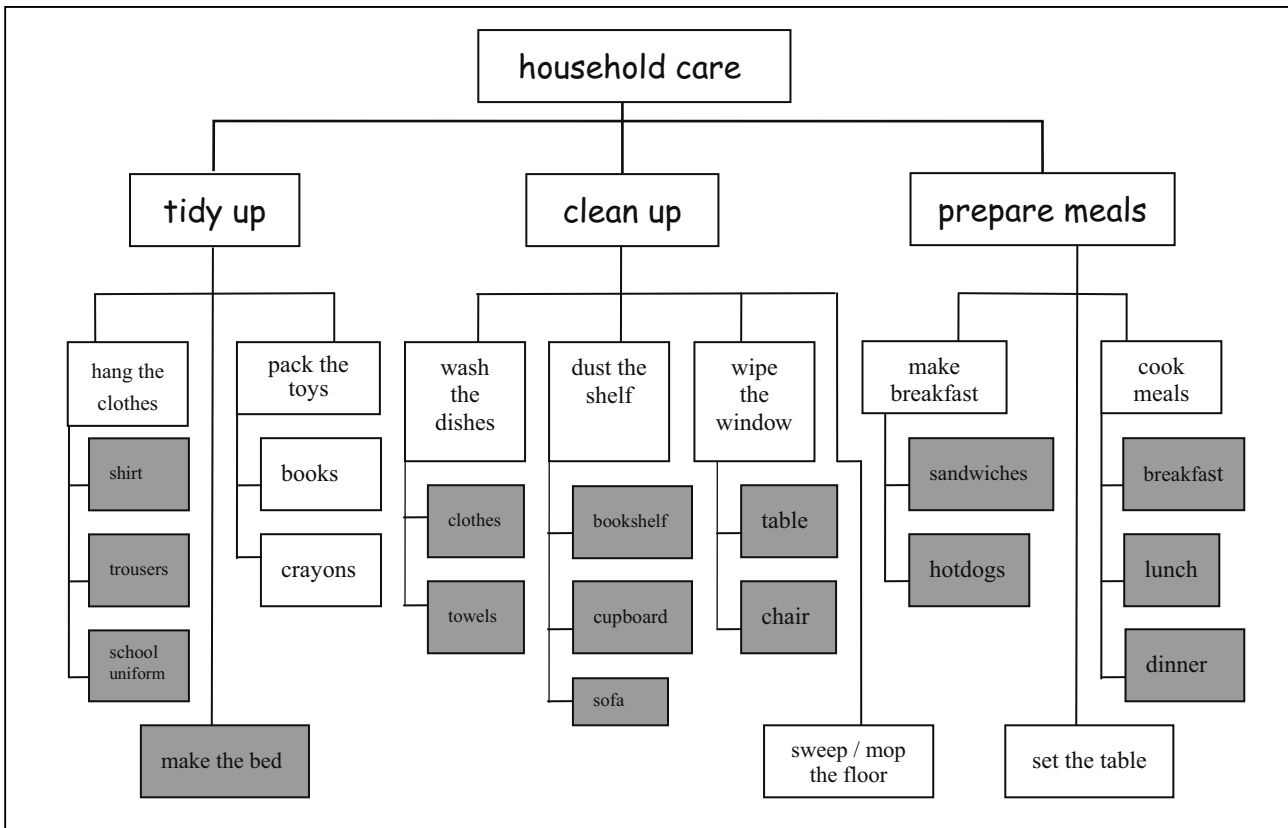 household care
tidy up
clean up
prepare meals
hang the
clothes
pack the
toys
wash
the
dishes
dust the
shelf
wipe
the
window
make
breakfast
cook
meals
shirt
trousers
school
uniform
books
crayons
clothes
towels
bookshelf
cupboard
sofa
table
chair
sandwiches
hotdogs
breakfast
lunch
dinner
make the bed
sweep / mop
the floor
set the table